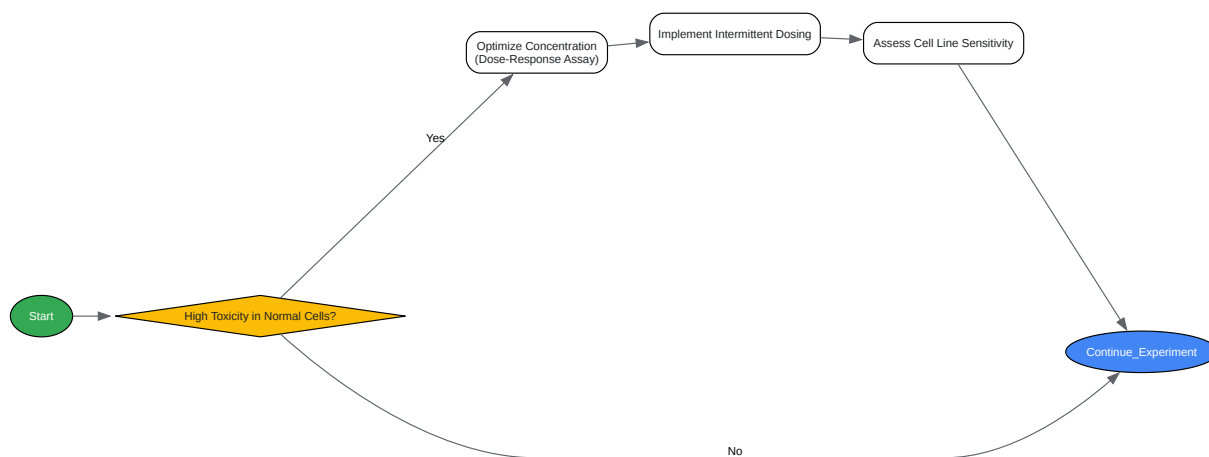 Optimize Concentration
(Dose-Response Assay)
Implement Intermittent Dosing
Assess Cell Line Sensitivity
Yes
Start
High Toxicity in Normal Cells?
Continue_Experiment
No